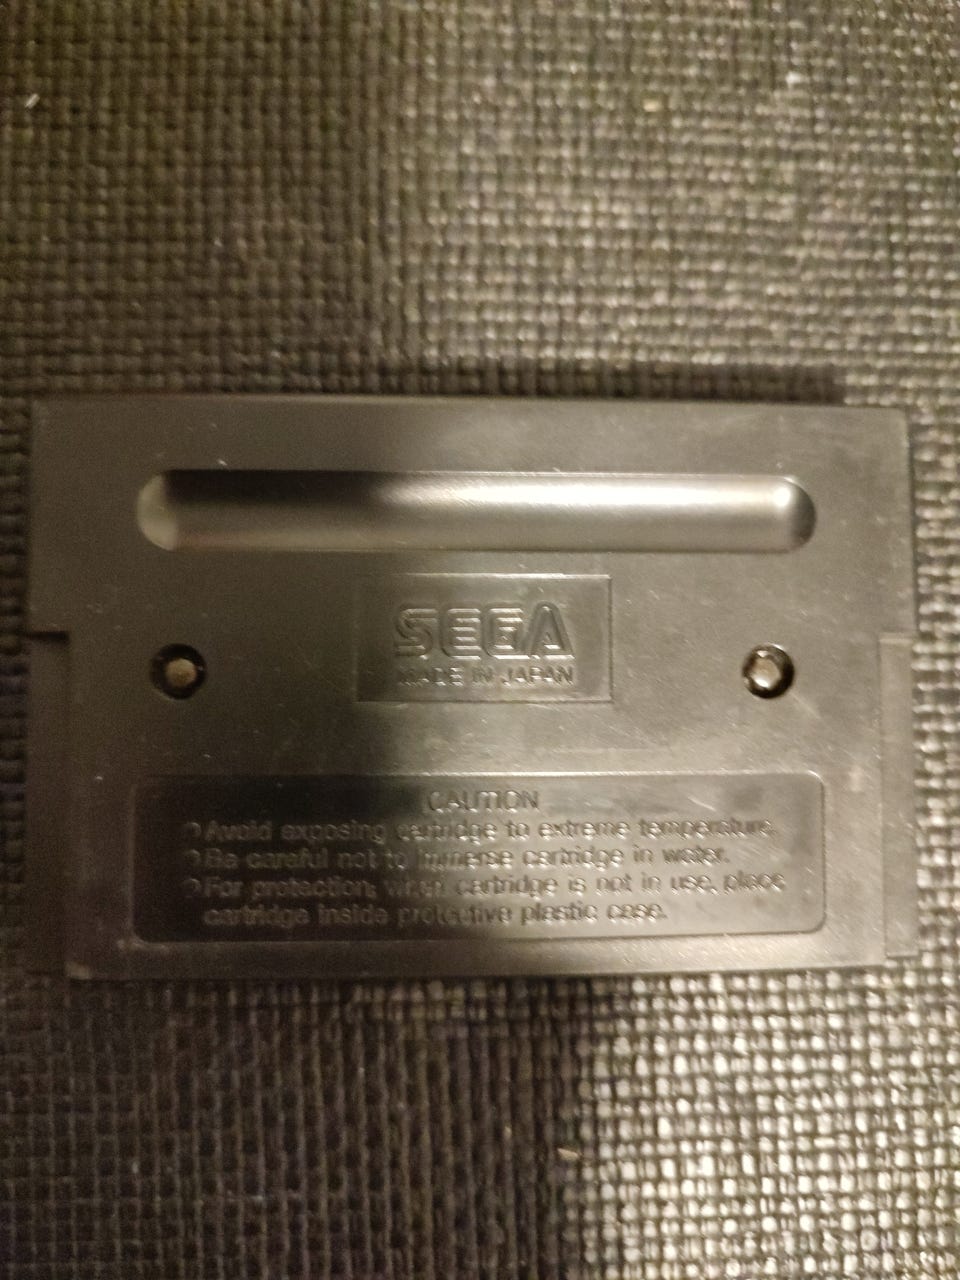 SEGA
MADE IN JAPAN
CAUTION
Avoid exposing cartridge to extreme temperature.
Be careful not to immerse cartridge in water.
For protection, when cartridge is not in use, place
cartridge inside protective plastic case.